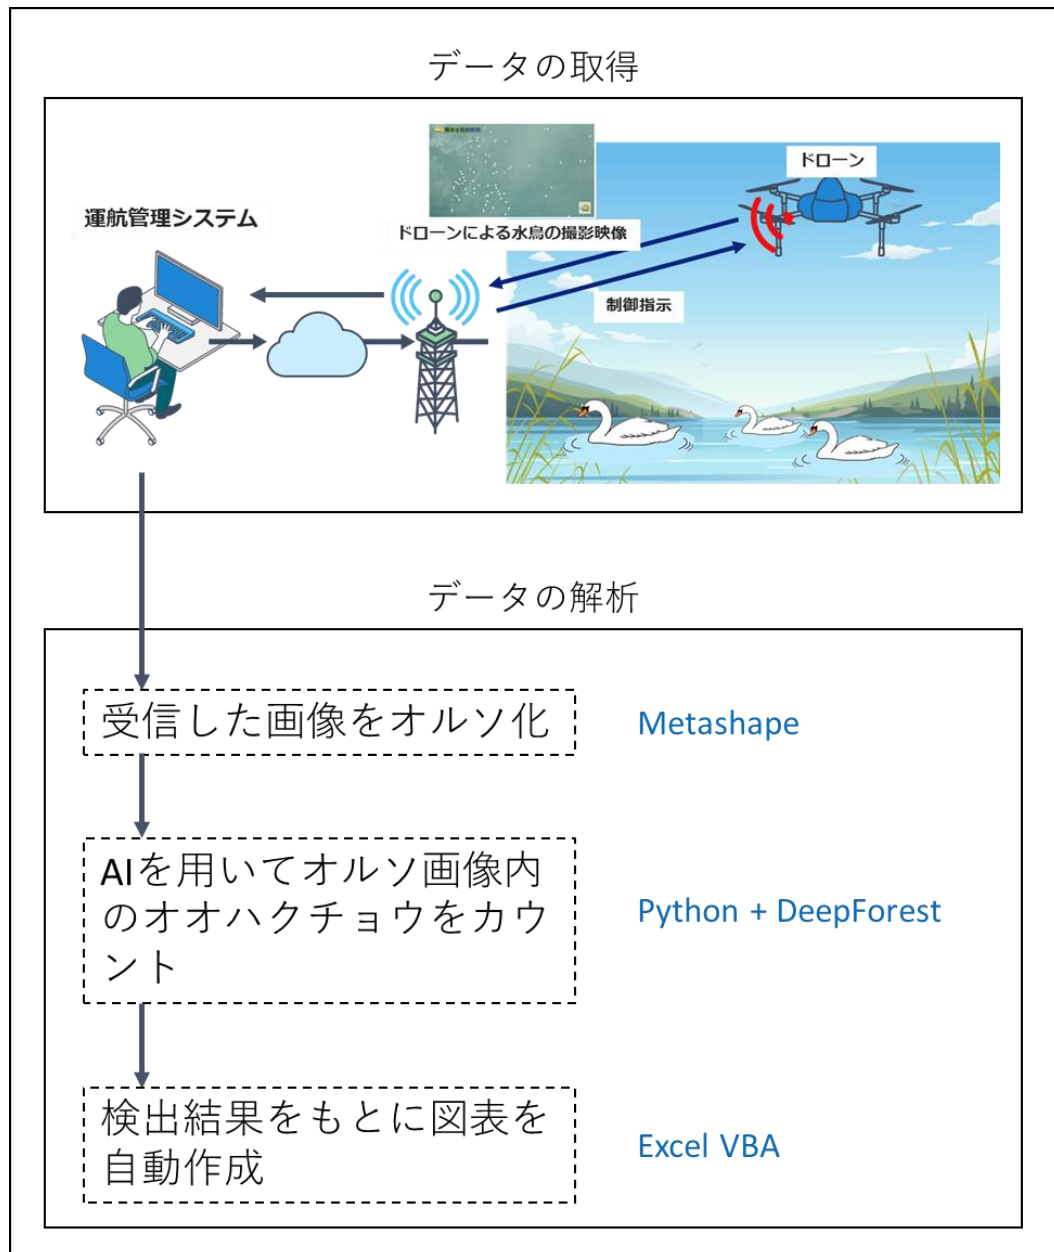 データの取得
ドローン
運航管理システム
ドローンによる水鳥の撮影映像
制御指示
データの解析
受信した画像をオルソ化
Metashape
AIを用いてオルソ画像内
のオオハクチョウをカウ
ント
Python + DeepForest
検出結果をもとに図表を
自動作成
Excel VBA